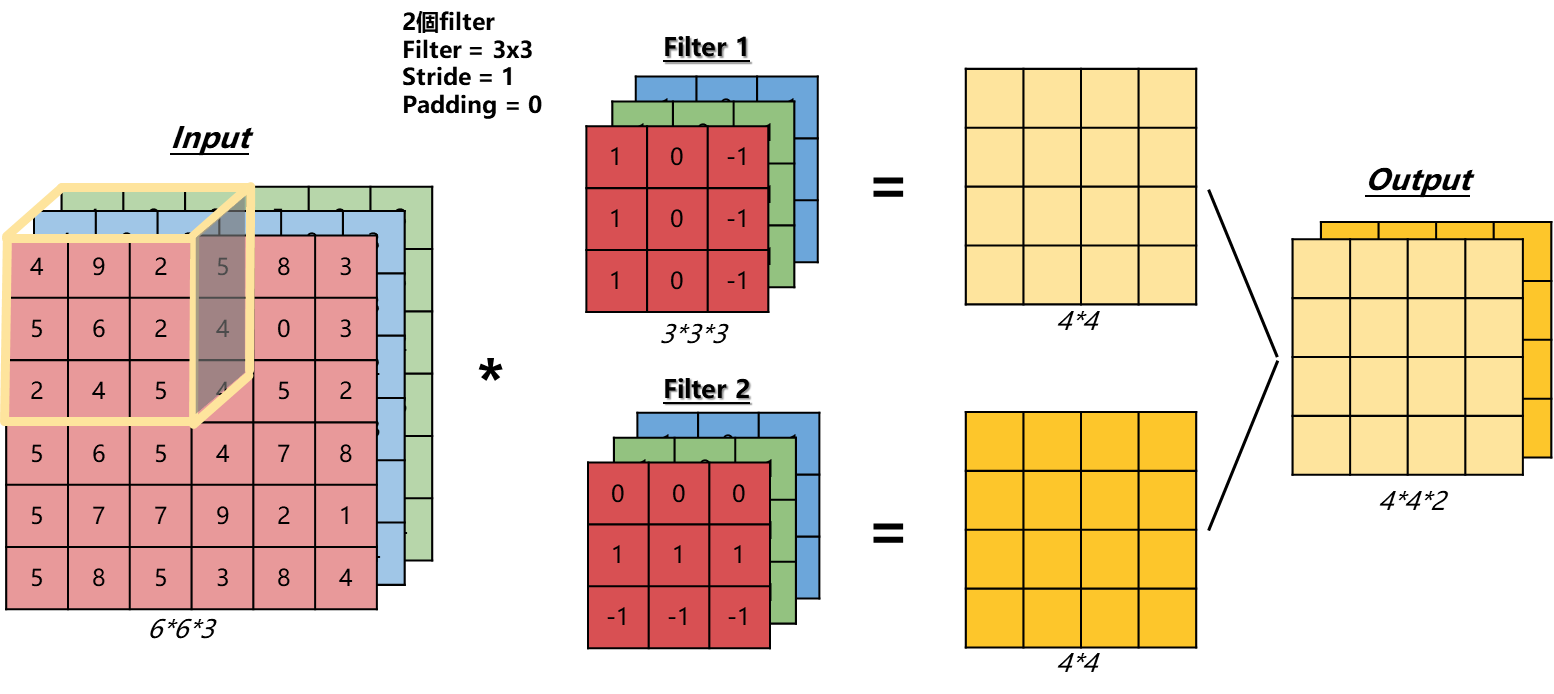 2個filter
Filter = 3x3
Stride = 1
Padding = 0
Input
4 9 2 5 8 3
5 6 2 4 0 3
2 4 5 4 5 2
5 6 5 4 7 8
5 7 7 9 2 1
5 8 5 3 8 4
6*6*3
*
Filter 1
1 0 -1
1 0 -1
1 0 -1
3*3*3
=
4*4
Filter 2
0 0 0
1 1 1
-1 -1 -1
=
4*4
Output
4*4*2